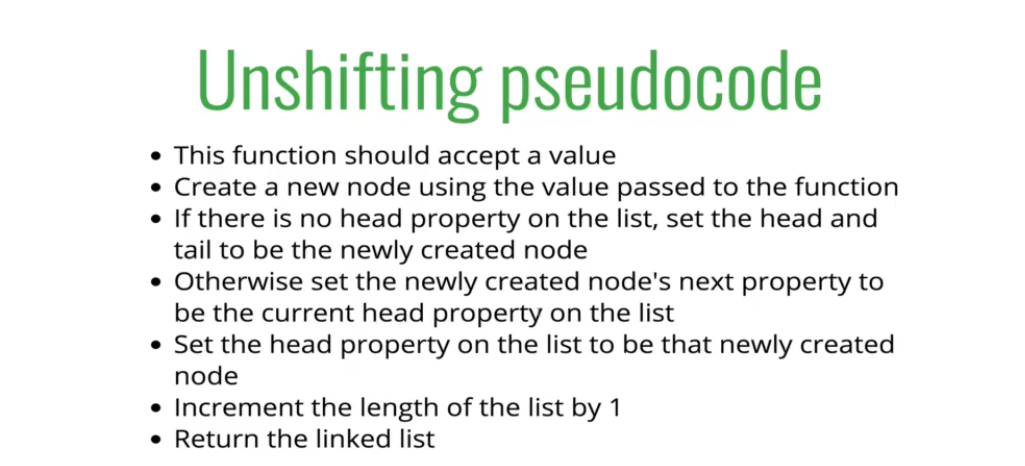 Unshifting pseudocode
• This function should accept a value
• Create a new node using the value passed to the function
• If there is no head property on the list, set the head and
tail to be the newly created node
• Otherwise set the newly created node's next property to
be the current head property on the list
• Set the head property on the list to be that newly created
node
• Increment the length of the list by 1
• Return the linked list